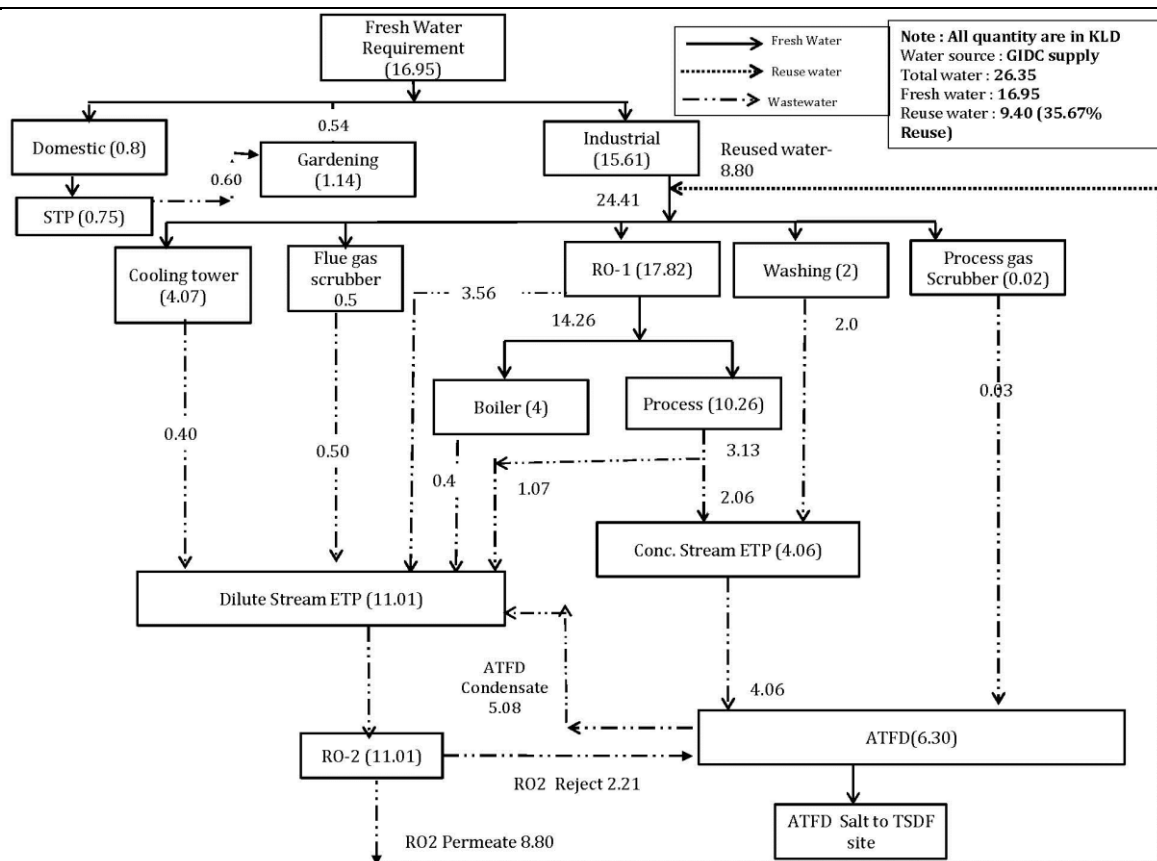 Fresh Water
Requirement
(16.95)
Fresh Water
Reuse water
Wastewater
Note : All quantity are in KLD
Water source : GIDC supply
Total water : 26.35
Fresh water : 16.95
Reuse water : 9.40 (35.67%
Reuse)
Domestic (0.8)
0.54
Gardening
(1.14)
Industrial
(15.61)
Reused water-
8.80
0.60
STP (0.75)
24.41
Cooling tower
(4.07)
Flue gas
scrubber
0.5
RO-1 (17.82)
Washing (2)
Process gas
Scrubber (0.02)
3.56
14.26
2.0
Boiler (4)
Process (10.26)
0.03
0.40
0.50
0.4
1.07
3.13
2.06
Conc. Stream ETP (4.06)
Dilute Stream ETP (11.01)
ATFD
Condensate
5.08
4.06
RO-2 (11.01)
ATFD(6.30)
RO2 Reject 2.21
ATFD Salt to TSDF
site
RO2 Permeate 8.80